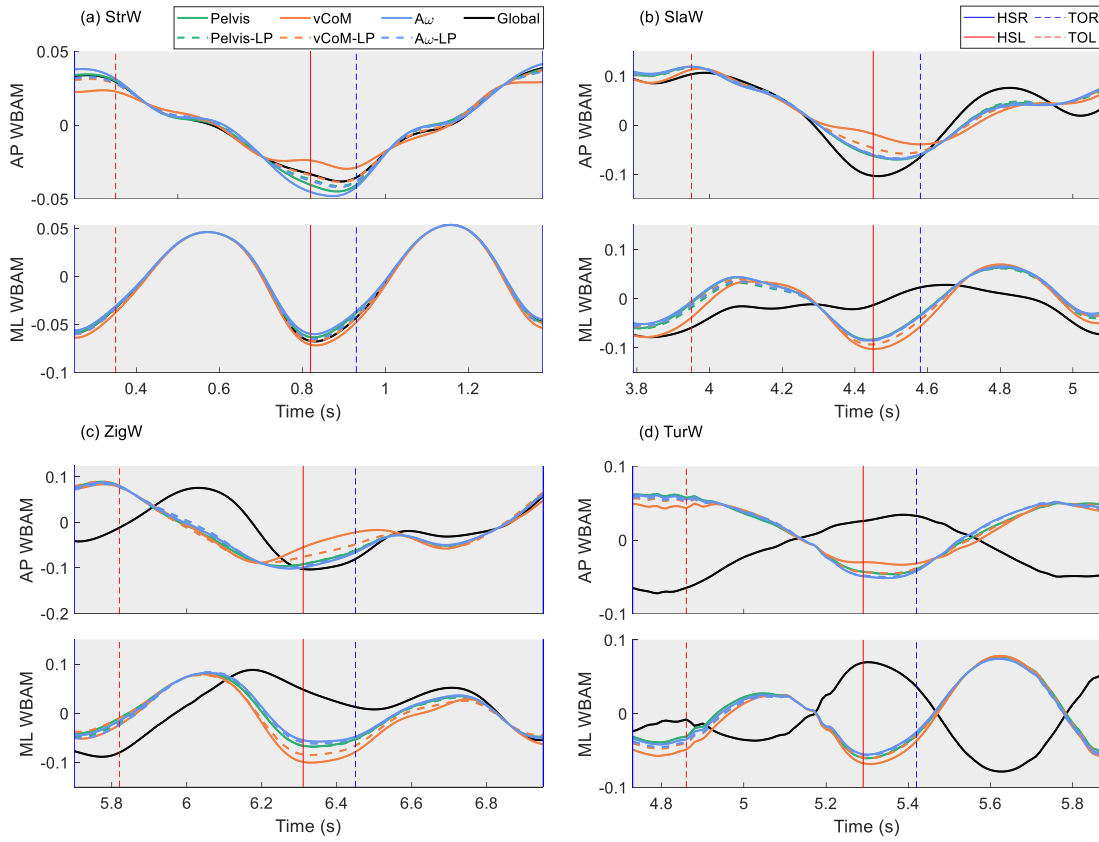 (a) StrW
Pelvis vCoM Aω Global
Pelvis-LP vCoM-LP Aω-LP
0.05
0
-0.05
AP WBAM
0.05
0
-0.05
-0.1
ML WBAM
0.4 0.6 0.8 1 1.2
Time (s)
(b) SlaW
HSR TOR
HSL TOL
0.1
0
-0.1
AP WBAM
0.1
0
-0.1
ML WBAM
3.8 4 4.2 4.4 4.6 4.8 5
Time (s)
(c) ZigW
0.1
0
-0.1
-0.2
AP WBAM
0.1
0
-0.1
ML WBAM
5.8 6 6.2 6.4 6.6 6.8
Time (s)
(d) TurW
0.1
0
-0.1
AP WBAM
0.1
0
-0.1
ML WBAM
4.8 5 5.2 5.4 5.6 5.8
Time (s)